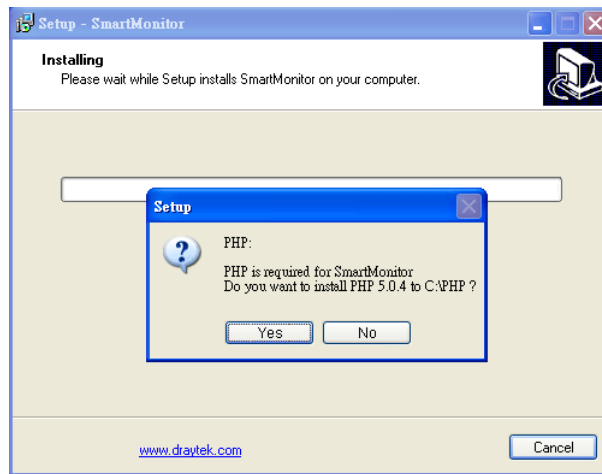 Setup - SmartMonitor
Installing
Please wait while Setup installs SmartMonitor on your computer.
Setup
PHP:
PHP is required for SmartMonitor
Do you want to install PHP 5.0.4 to C:\PHP ?
Yes
No
www.draytek.com
Cancel